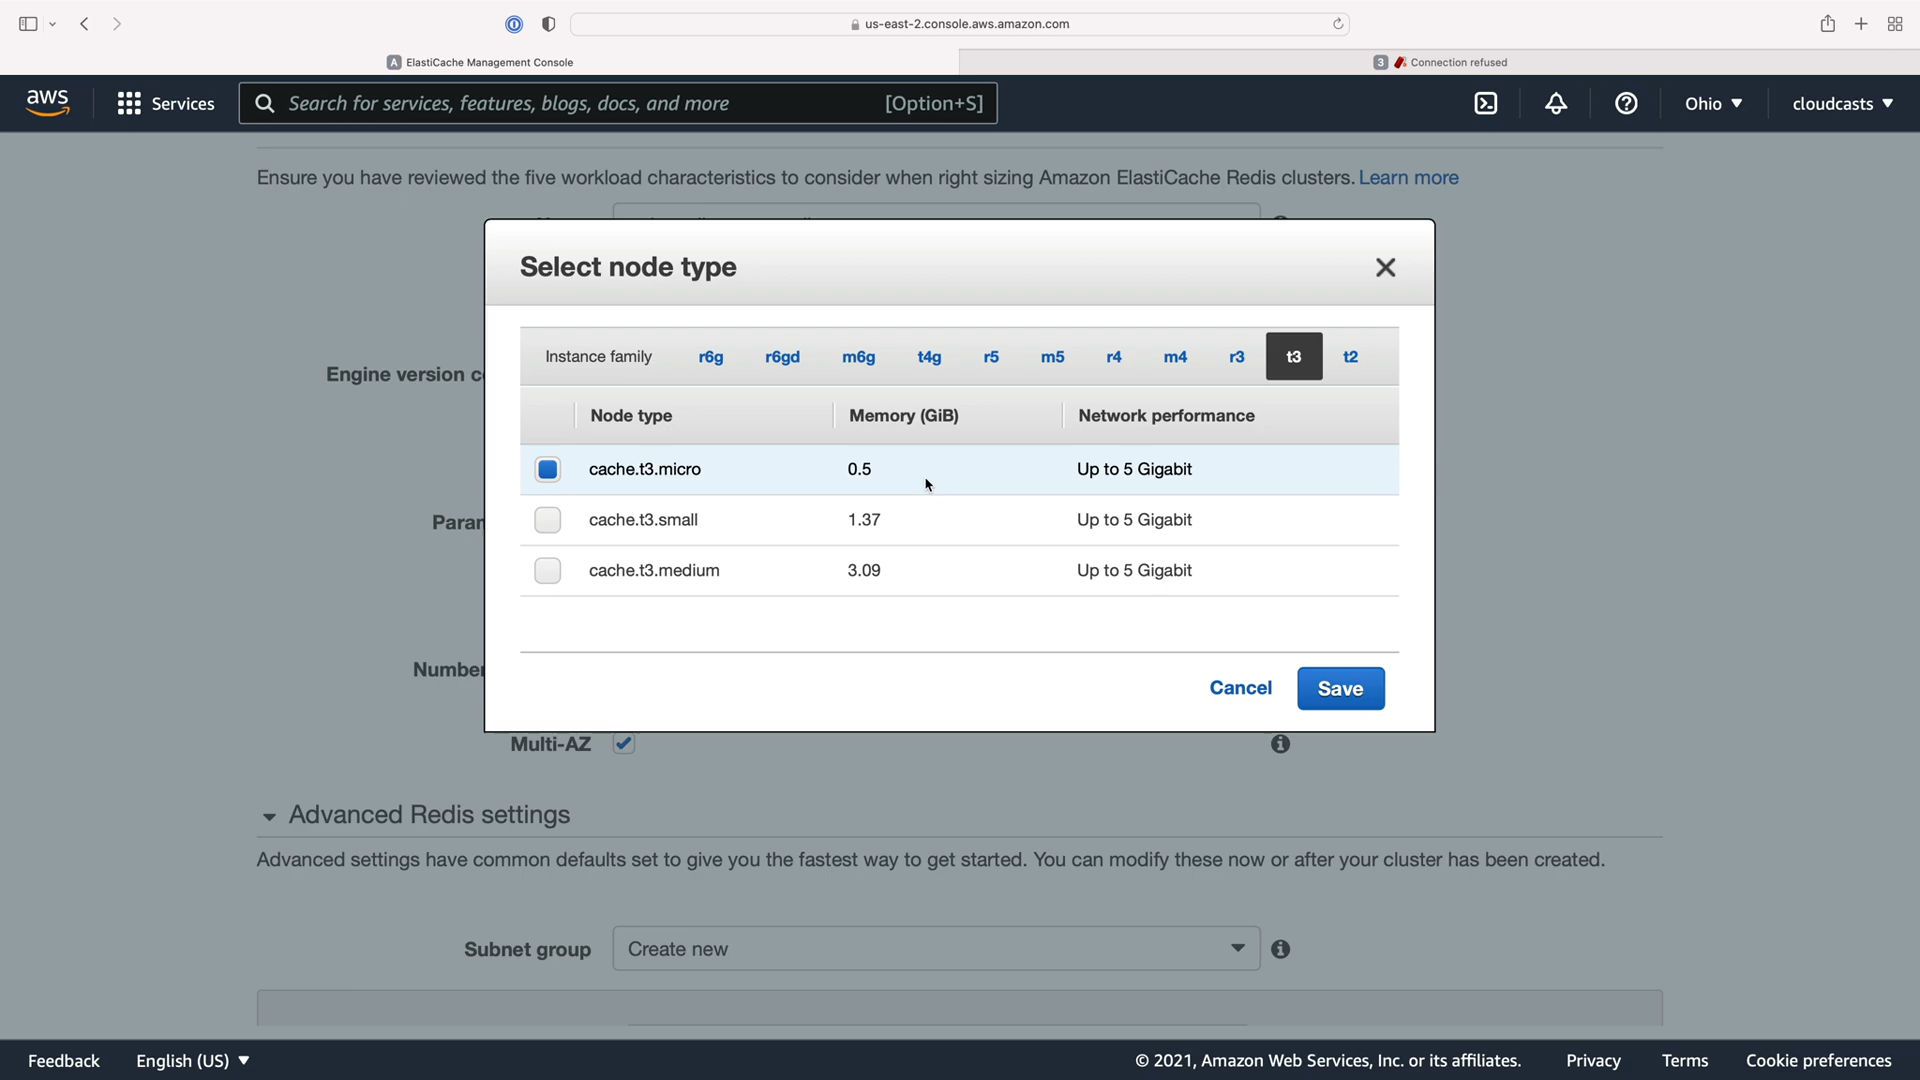 us-east-2.console.aws.amazon.com
A ElastiCache Management Console
3 Connection refused
aws
Services
Search for services, features, blogs, docs, and more
[Option+S]
Ohio
cloudcasts
Ensure you have reviewed the five workload characteristics to consider when right sizing Amazon ElastiCache Redis clusters. Learn more
Select node type
Instance family r6g r6gd m6g t4g r5 m5 r4 m4 r3 t3 t2
Node type Memory (GiB) Network performance
cache.t3.micro 0.5 Up to 5 Gigabit
cache.t3.small 1.37 Up to 5 Gigabit
cache.t3.medium 3.09 Up to 5 Gigabit
Cancel Save
Engine version c
Param
Number
Multi-AZ
Advanced Redis settings
Advanced settings have common defaults set to give you the fastest way to get started. You can modify these now or after your cluster has been created.
Subnet group Create new
Feedback English (US) © 2021, Amazon Web Services, Inc. or its affiliates. Privacy Terms Cookie preferences